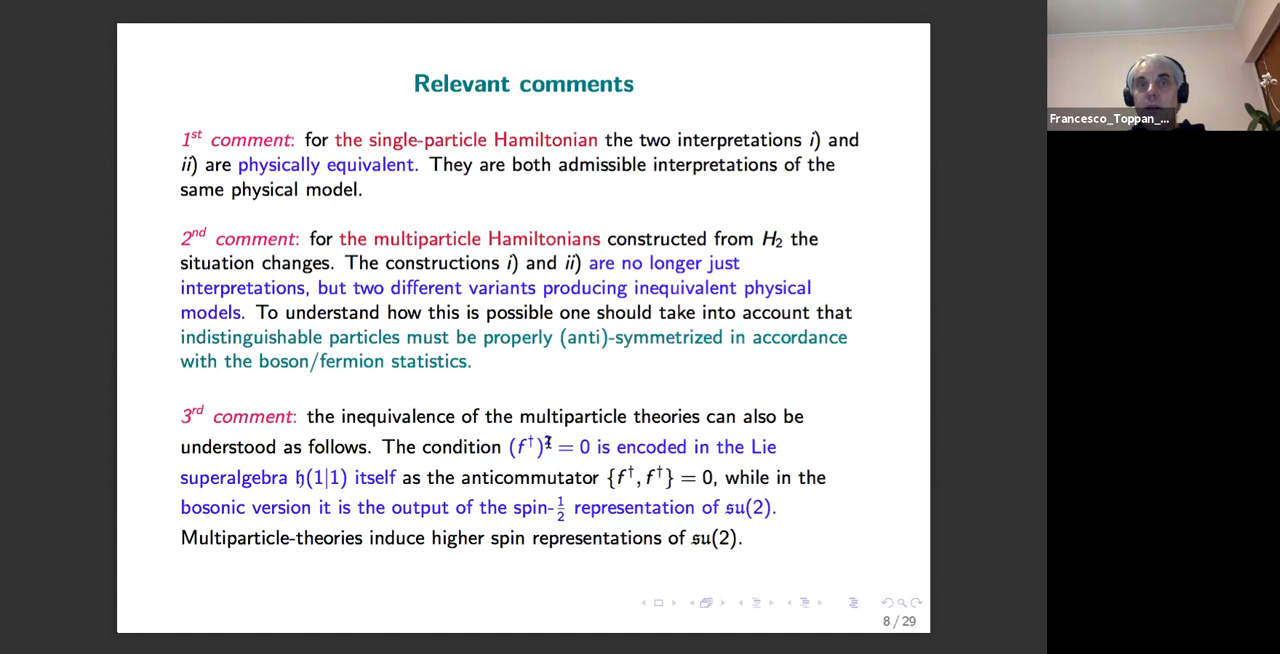 Relevant comments
1st comment: for the single-particle Hamiltonian the two interpretations i) and
ii) are physically equivalent. They are both admissible interpretations of the
same physical model.
2nd comment: for the multiparticle Hamiltonians constructed from H₂ the
situation changes. The constructions i) and ii) are no longer just
interpretations, but two different variants producing inequivalent physical
models. To understand how this is possible one should take into account that
indistinguishable particles must be properly (anti)-symmetrized in accordance
with the boson/fermion statistics.
3rd comment: the inequivalence of the multiparticle theories can also be
understood as follows. The condition (f†)² = 0 is encoded in the Lie
superalgebra 𝔥(1|1) itself as the anticommutator {f†, f†} = 0, while in the
bosonic version it is the output of the spin-½ representation of 𝔰𝔲(2).
Multiparticle-theories induce higher spin representations of 𝔰𝔲(2).
8 / 29
Francesco_Toppan_...